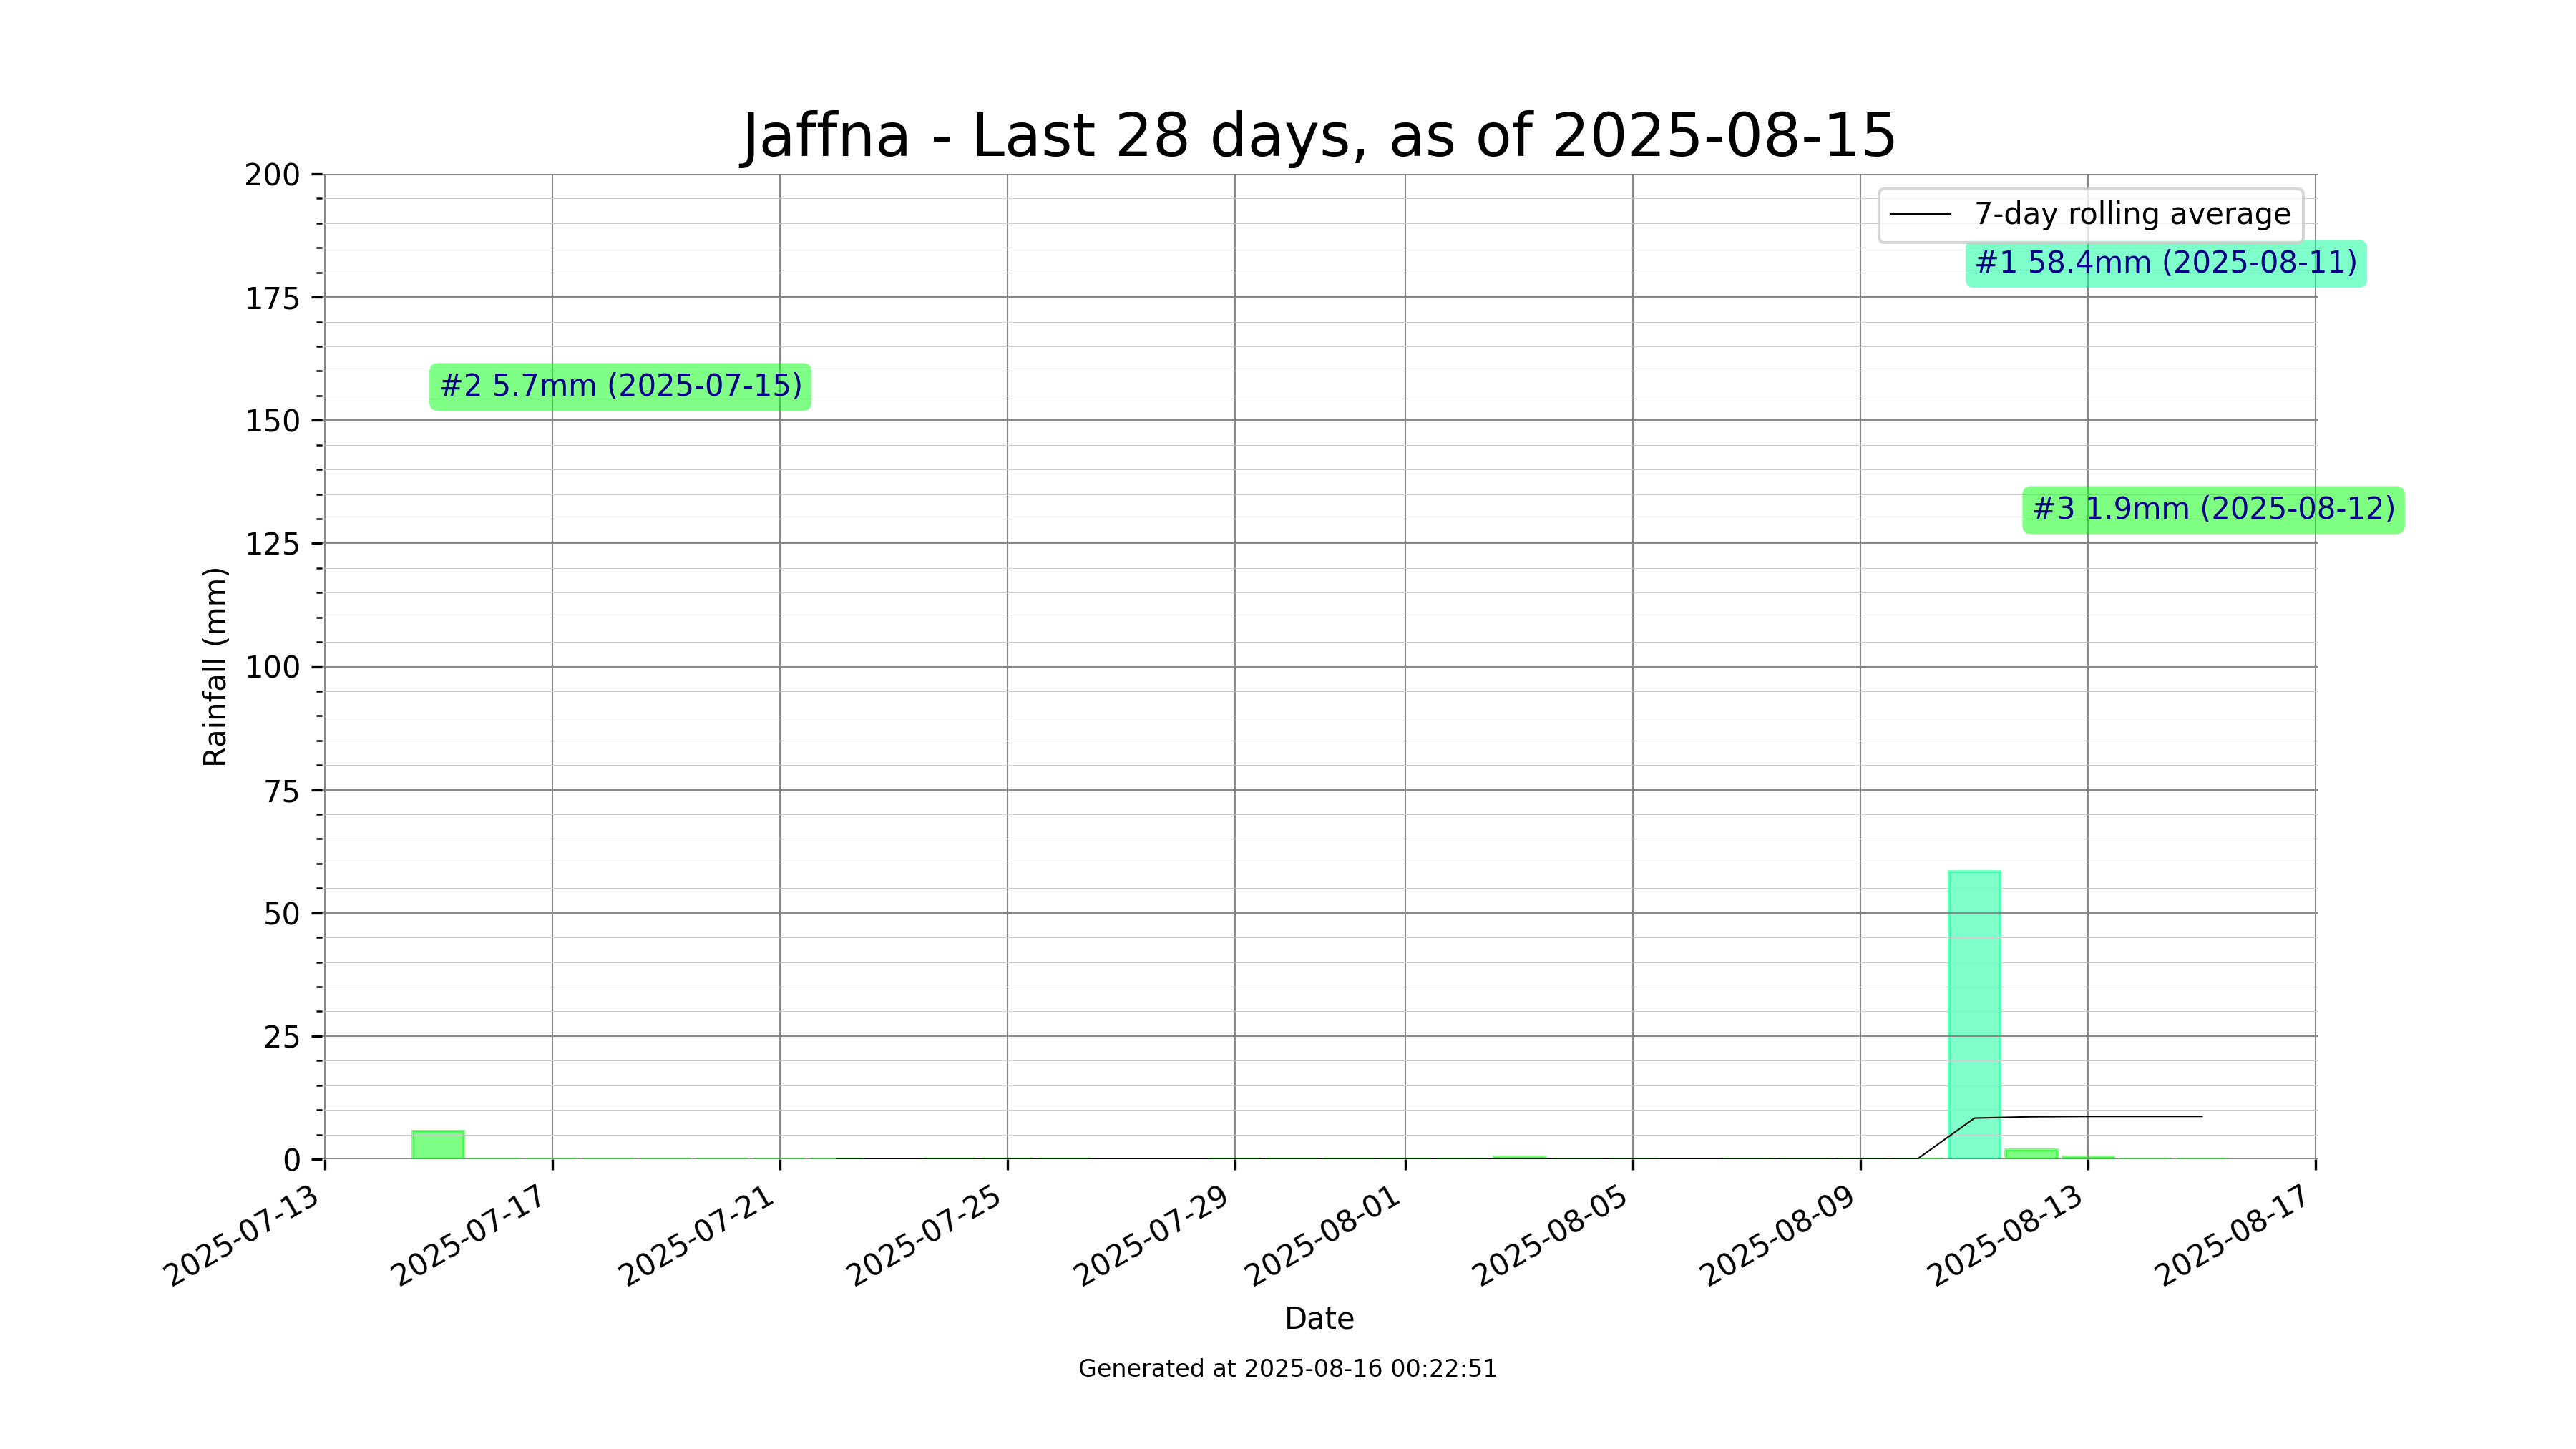 Jaffna - Last 28 days, as of 2025-08-15
200
175
150
125
100
75
50
25
0
Rainfall (mm)
7-day rolling average
#1 58.4mm (2025-08-11)
#2 5.7mm (2025-07-15)
#3 1.9mm (2025-08-12)
2025-07-13
2025-07-17
2025-07-21
2025-07-25
2025-07-29
2025-08-01
2025-08-05
2025-08-09
2025-08-13
2025-08-17
Date
Generated at 2025-08-16 00:22:51